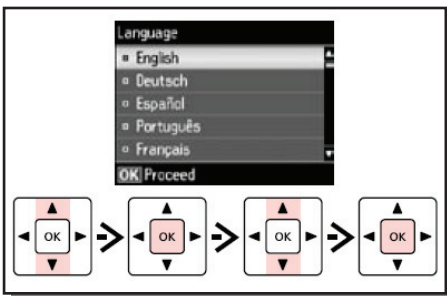 Language
English
Deutsch
Español
Português
Français
OK Proceed
OK
OK
OK
OK